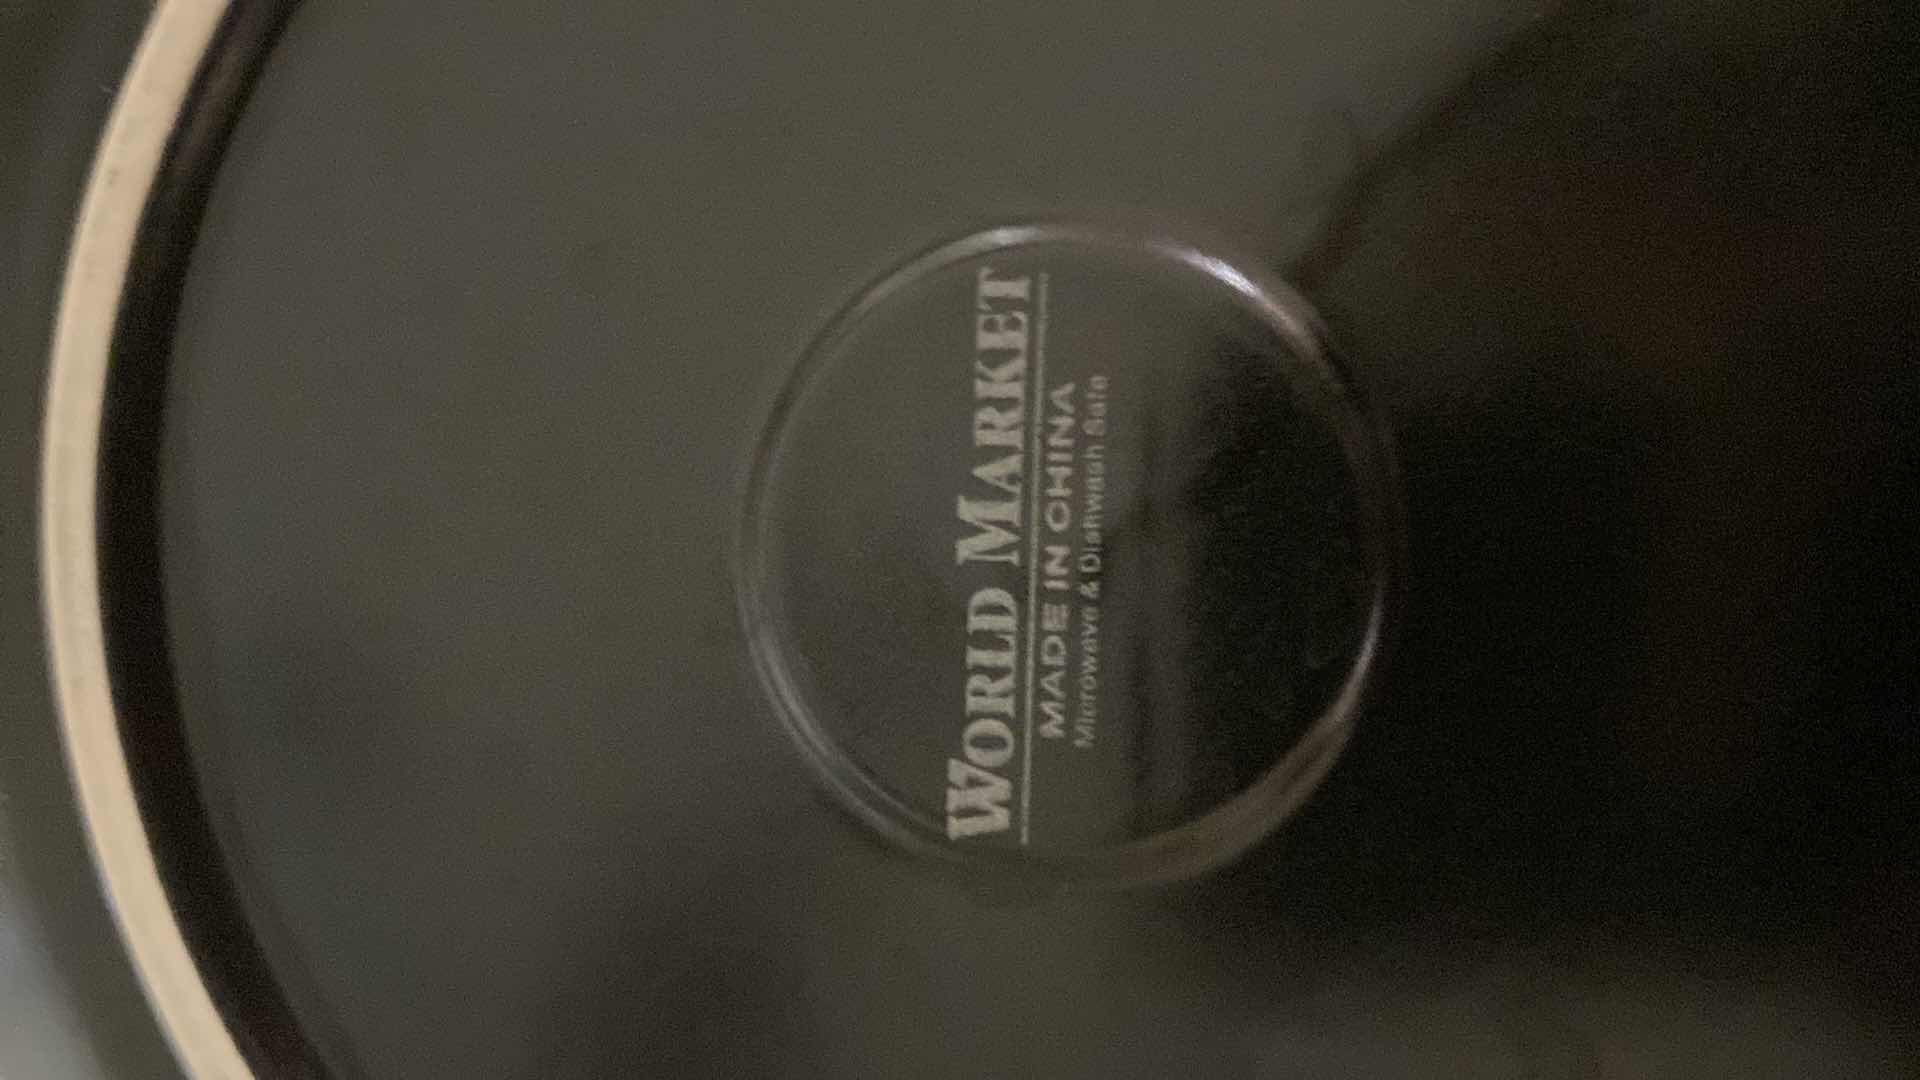 WORLD MARKET
MADE IN CHINA
Microwave & Dishwash Safe